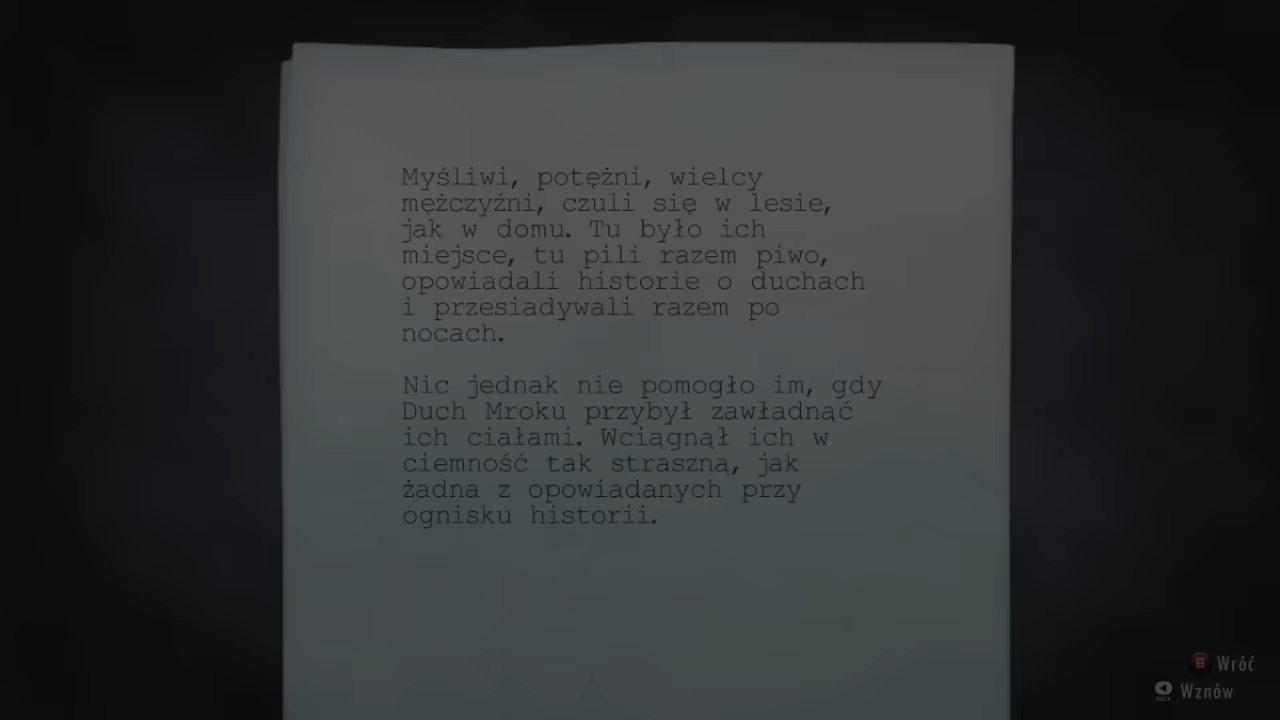 Myśliwi, potężni, wielcy
mężczyźni, czuli się w lesie,
jak w domu. Tu było ich
miejsce, tu pili razem piwo,
opowiadali historie o duchach
i przesiadywali razem po
nocach.
Nic jednak nie pomogło im, gdy
Duch Mroku przybył zawładnąć
ich ciałami. Wciągnął ich w
ciemność tak straszną, jak
żadna z opowiadanych przy
ognisku historii.
B Wróć
BACK Wznów